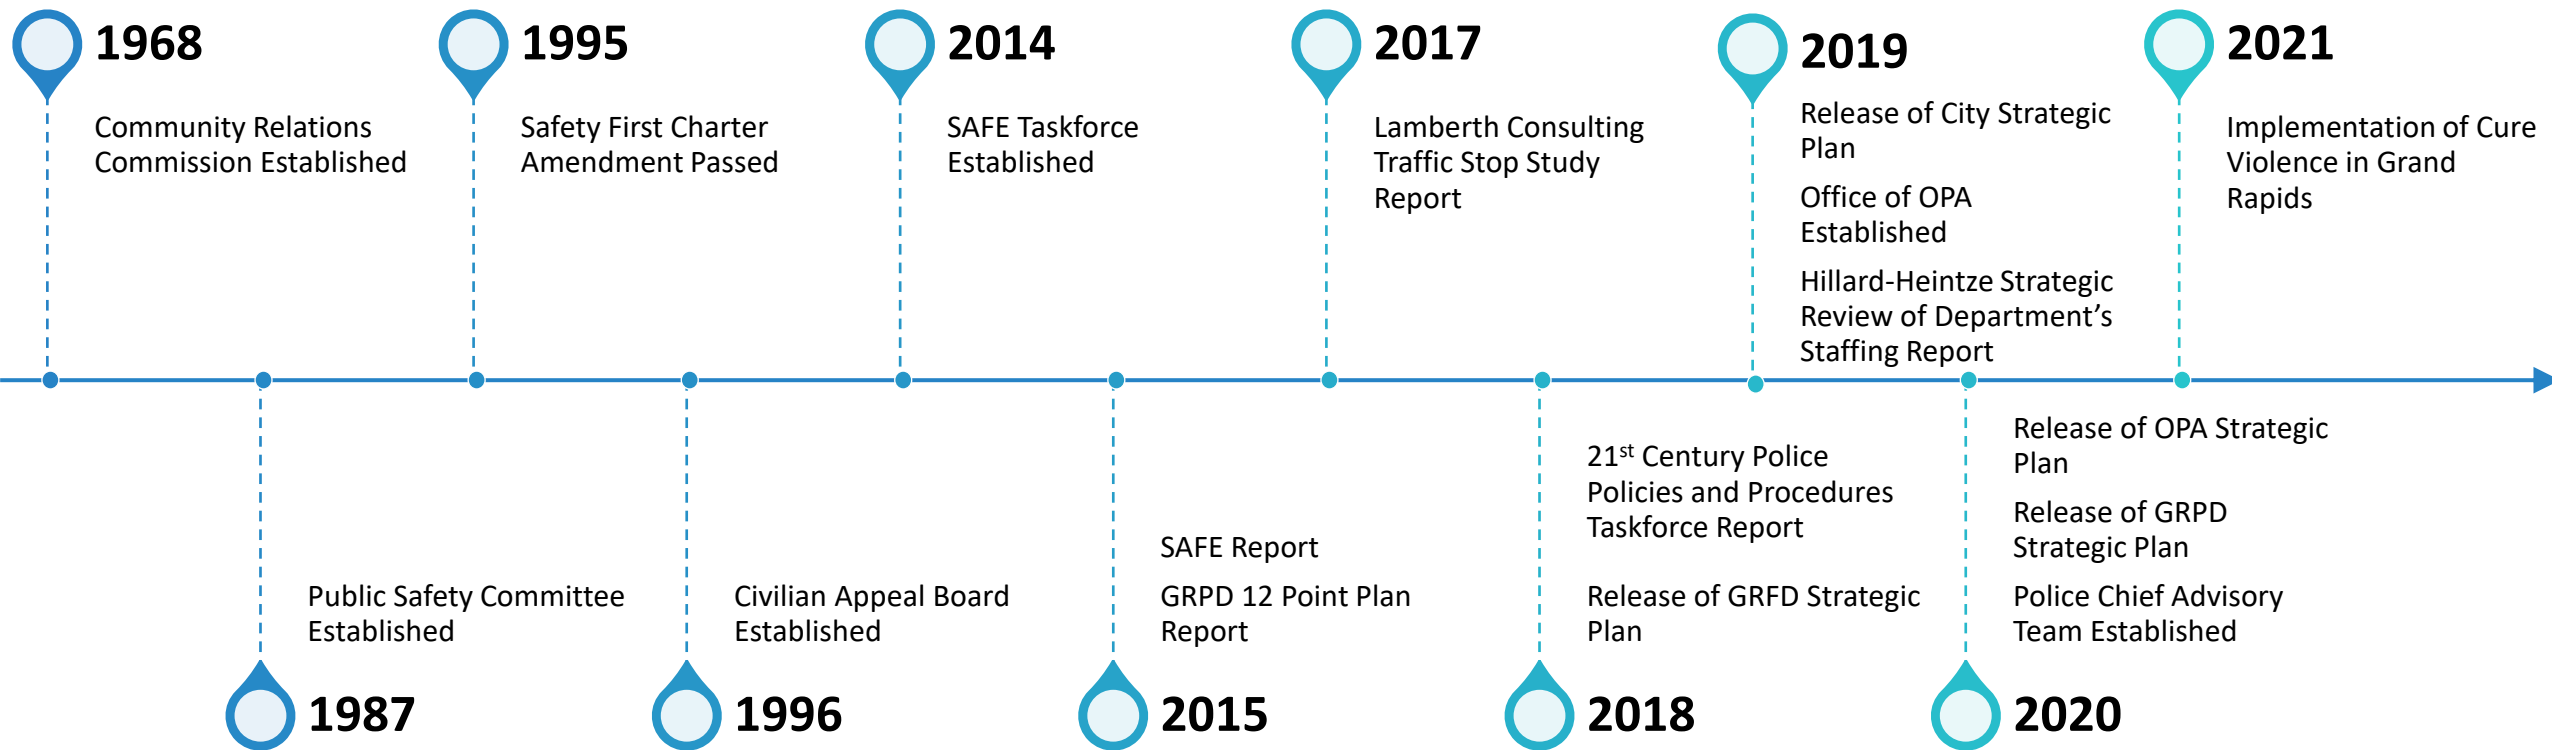 1968
Community Relations
Commission Established
1995
Safety First Charter
Amendment Passed
2014
SAFE Taskforce
Established
2017
Lamberth Consulting
Traffic Stop Study
Report
2019
Release of City Strategic
Plan
Office of OPA
Established
Hillard-Heintze Strategic
Review of Department’s
Staffing Report
2021
Implementation of Cure
Violence in Grand
Rapids
Public Safety Committee
Established
1987
Civilian Appeal Board
Established
1996
SAFE Report
GRPD 12 Point Plan
Report
2015
21st Century Police
Policies and Procedures
Taskforce Report
Release of GRFD Strategic
Plan
2018
Release of OPA Strategic
Plan
Release of GRPD
Strategic Plan
Police Chief Advisory
Team Established
2020